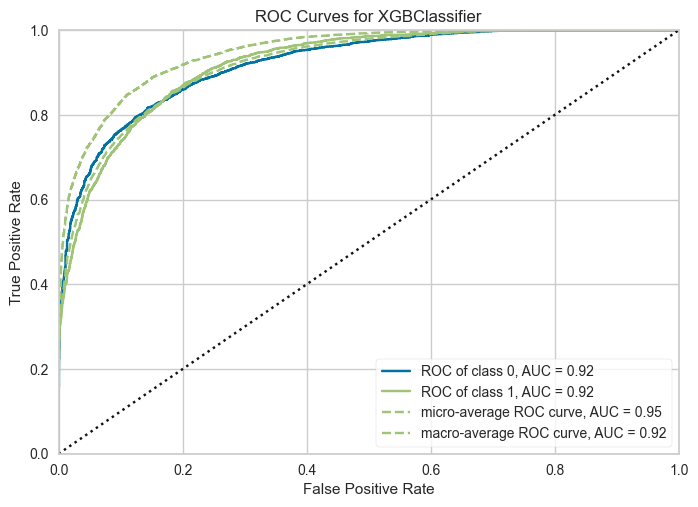 ROC Curves for XGBClassifier
1.0
0.8
0.6
0.4
0.2
0.0
True Positive Rate
ROC of class 0, AUC = 0.92
ROC of class 1, AUC = 0.92
micro-average ROC curve, AUC = 0.95
macro-average ROC curve, AUC = 0.92
0.0 0.2 0.4 0.6 0.8 1.0
False Positive Rate